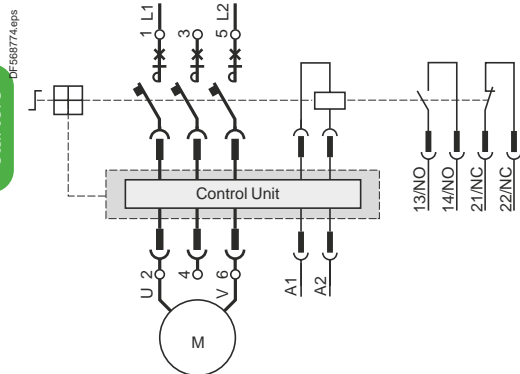 DF568774.eps
1 L1
3
5 L2
13/NO
14/NO
21/NC
22/NC
Control Unit
U 2
4
V 6
A1
A2
M